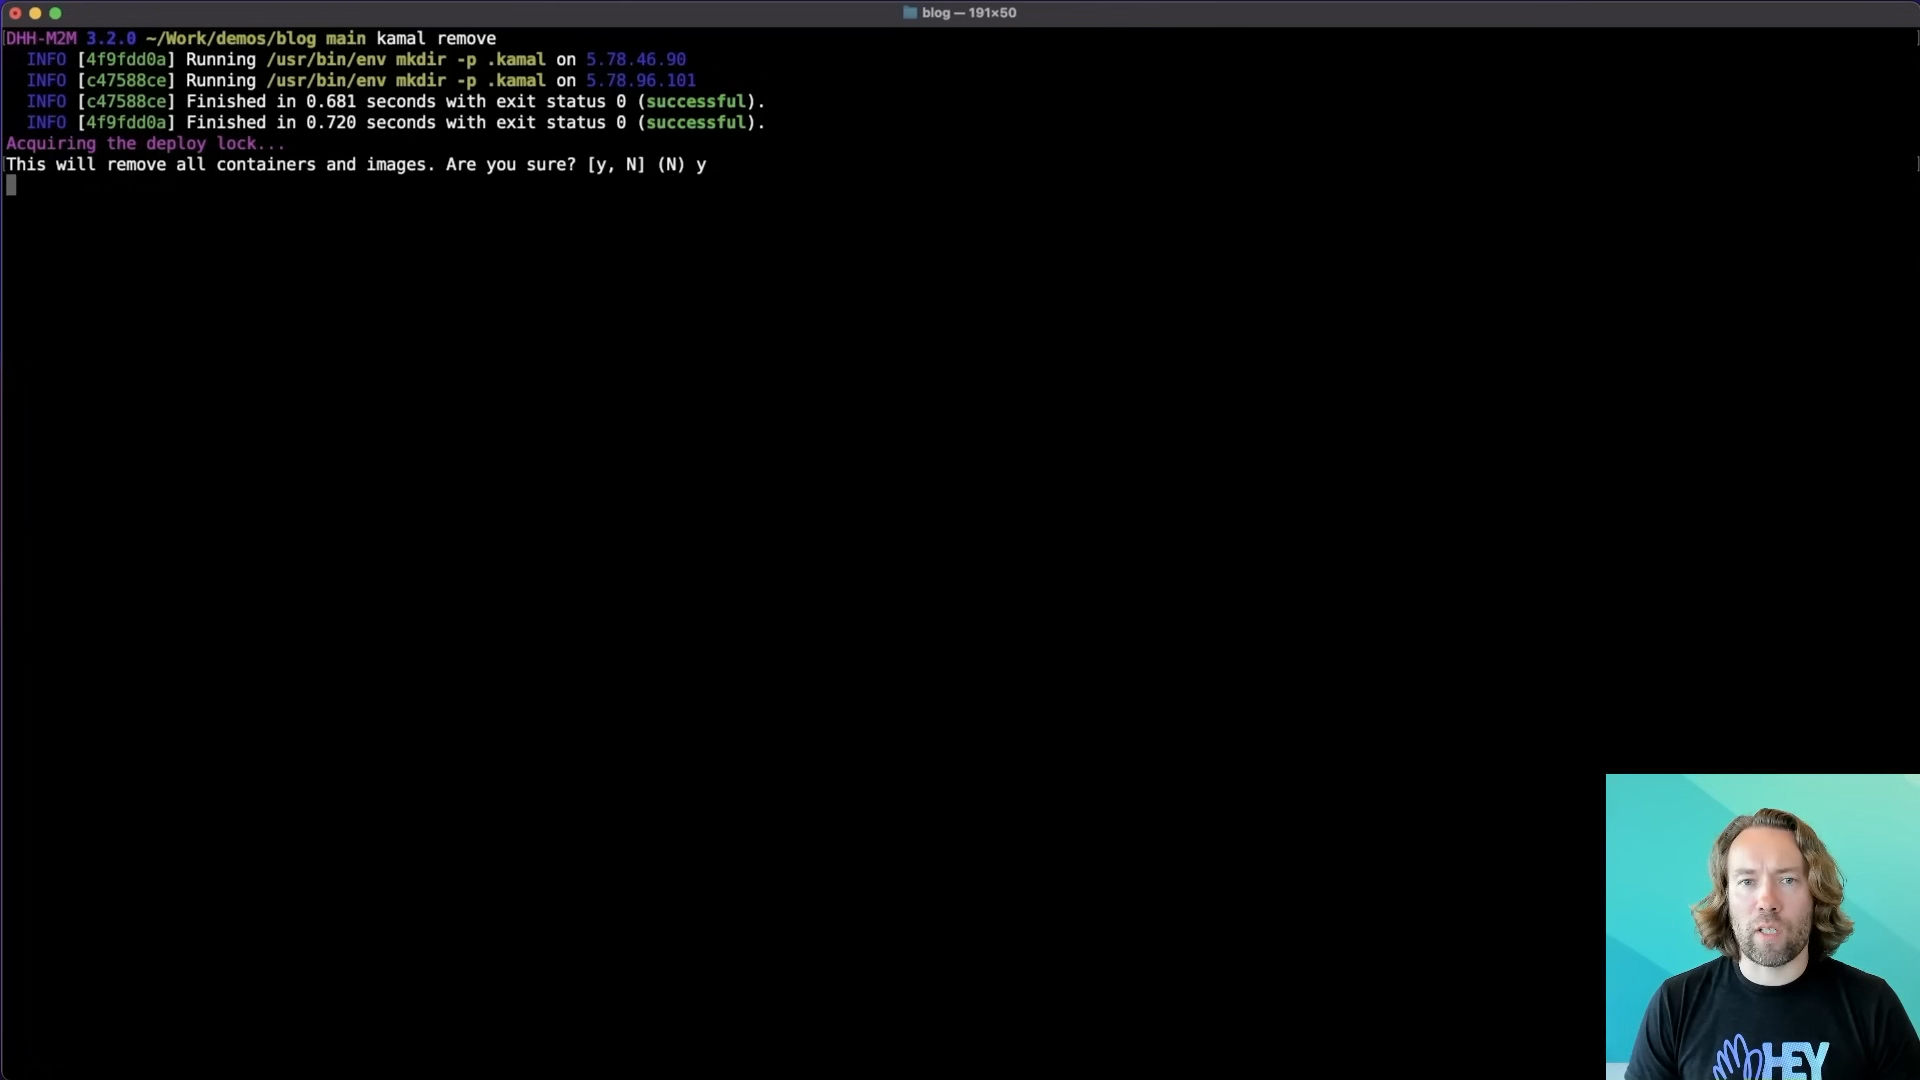 blog — 191×50
DHH-M2M 3.2.0 ~/Work/demos/blog main kamal remove
INFO [4f9fdd0a] Running /usr/bin/env mkdir -p .kamal on 5.78.46.90
INFO [c47588ce] Running /usr/bin/env mkdir -p .kamal on 5.78.96.101
INFO [c47588ce] Finished in 0.681 seconds with exit status 0 (successful).
INFO [4f9fdd0a] Finished in 0.720 seconds with exit status 0 (successful).
Acquiring the deploy lock...
This will remove all containers and images. Are you sure? [y, N] (N) y
HEY